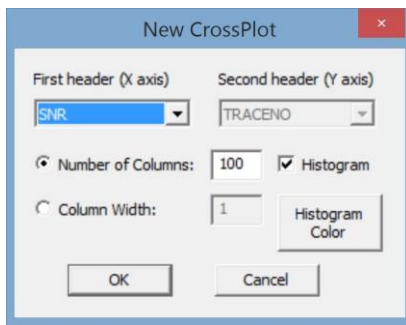 New CrossPlot
First header (X axis) Second header (Y axis)
SNR TRACENO
Number of Columns: 100 Histogram
Column Width: 1
Histogram
Color
OK Cancel